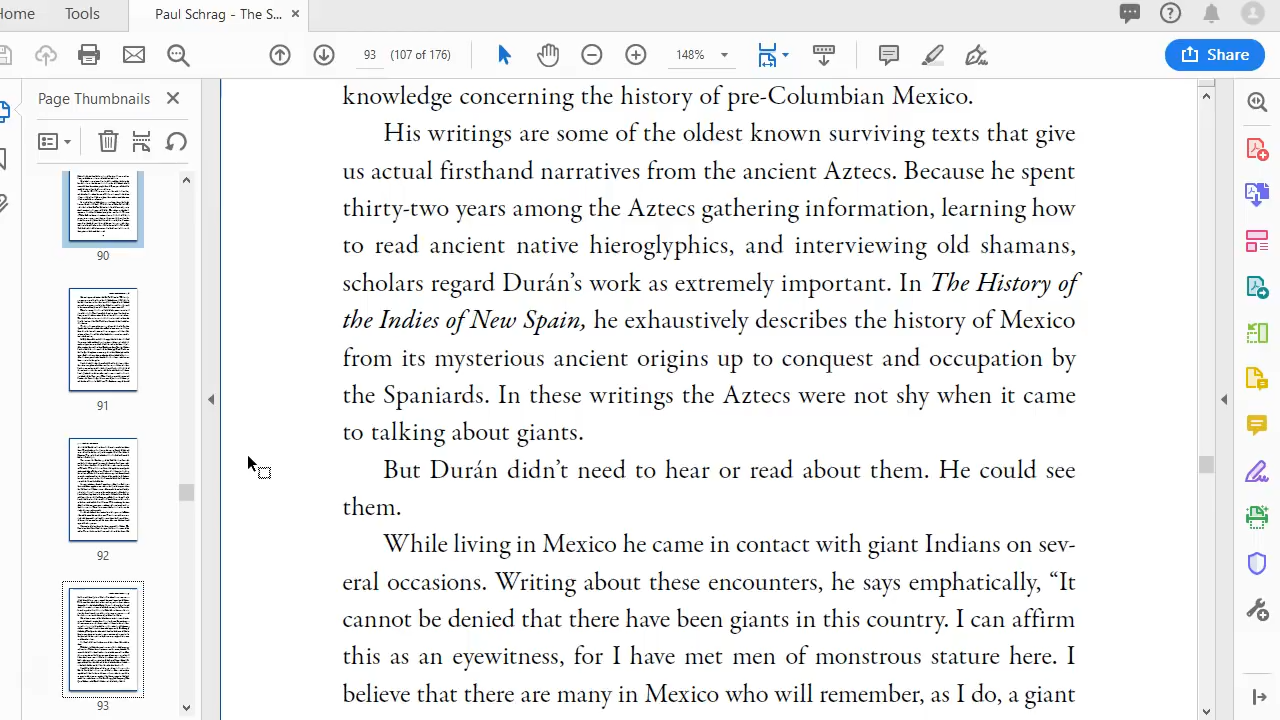 Home
Tools
Paul Schrag - The S...
93
(107 of 176)
148%
Share
Page Thumbnails
90
91
92
93
knowledge concerning the history of pre-Columbian Mexico.
His writings are some of the oldest known surviving texts that give
us actual firsthand narratives from the ancient Aztecs. Because he spent
thirty-two years among the Aztecs gathering information, learning how
to read ancient native hieroglyphics, and interviewing old shamans,
scholars regard Durán's work as extremely important. In The History of
the Indies of New Spain, he exhaustively describes the history of Mexico
from its mysterious ancient origins up to conquest and occupation by
the Spaniards. In these writings the Aztecs were not shy when it came
to talking about giants.
But Durán didn't need to hear or read about them. He could see
them.
While living in Mexico he came in contact with giant Indians on sev-
eral occasions. Writing about these encounters, he says emphatically, “It
cannot be denied that there have been giants in this country. I can affirm
this as an eyewitness, for I have met men of monstrous stature here. I
believe that there are many in Mexico who will remember, as I do, a giant